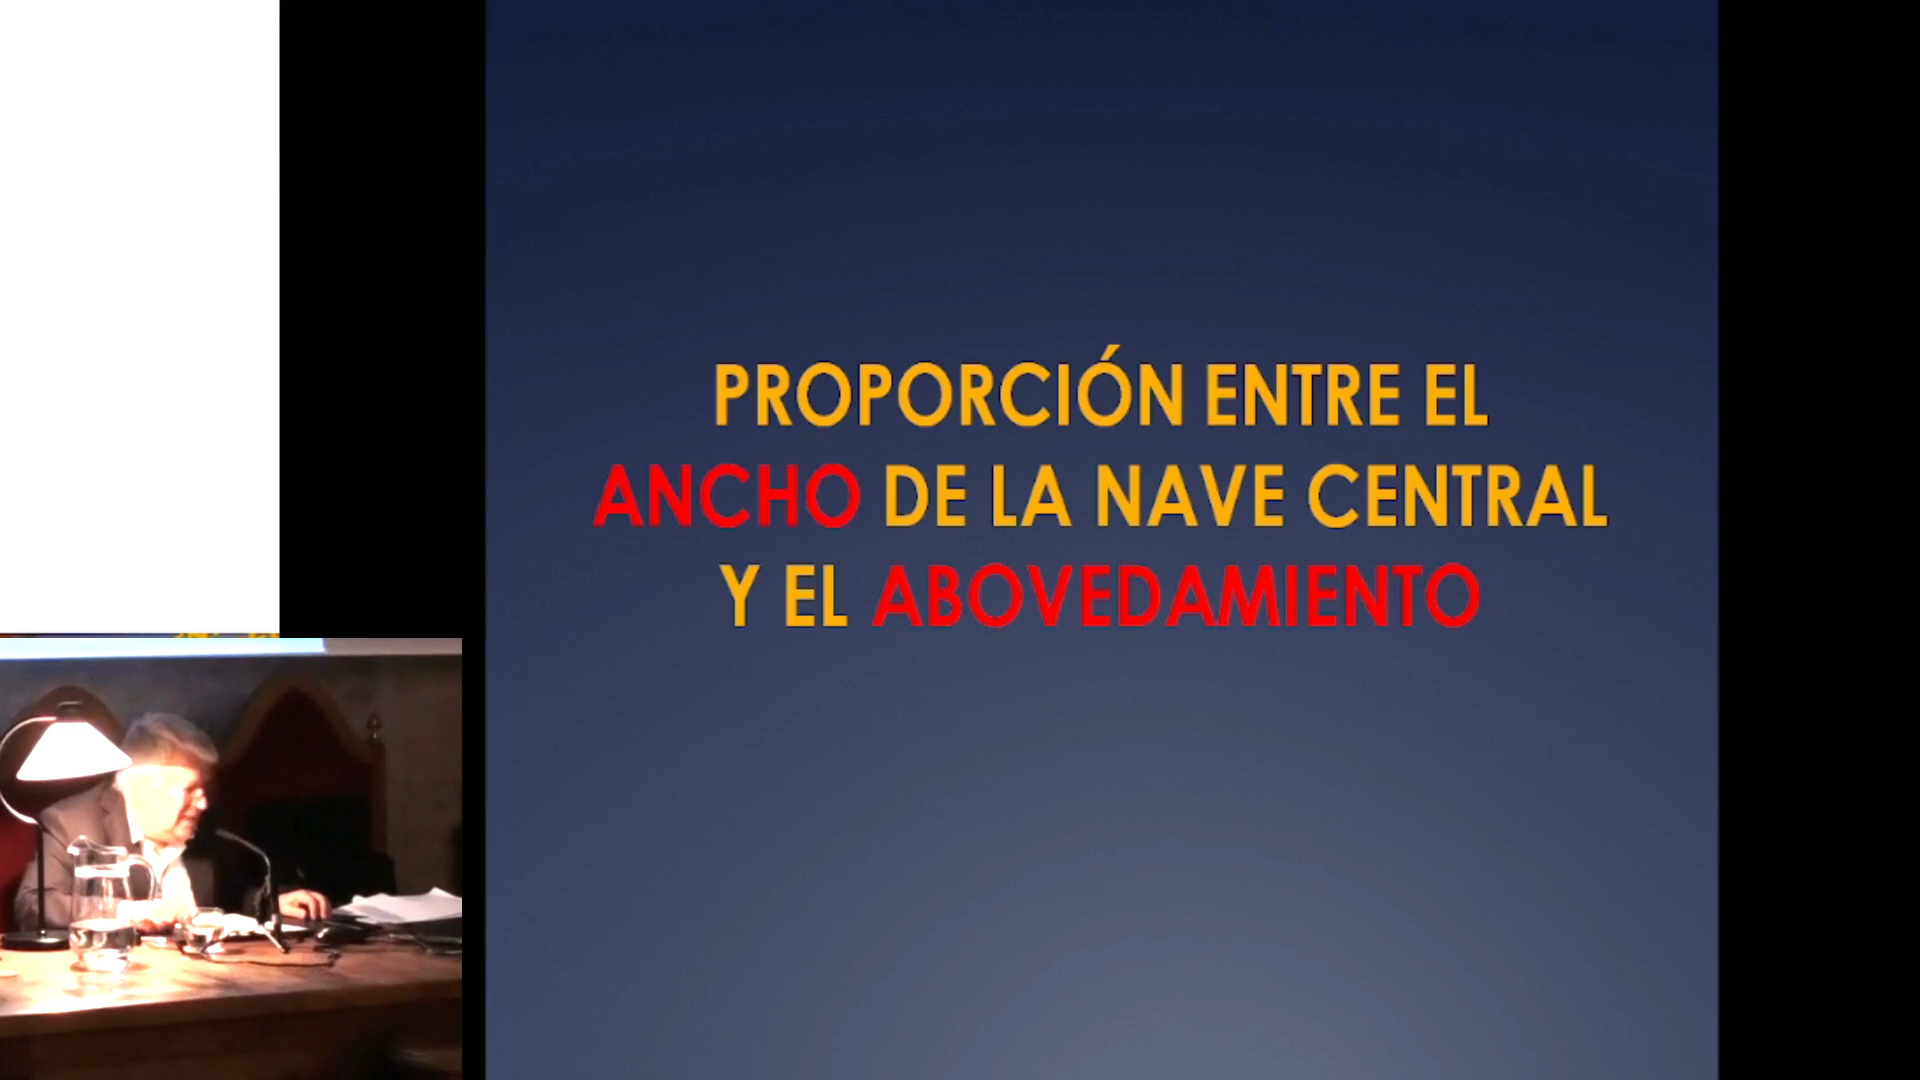 PROPORCIÓN ENTRE EL
ANCHO DE LA NAVE CENTRAL
Y EL ABOVEDAMIENTO